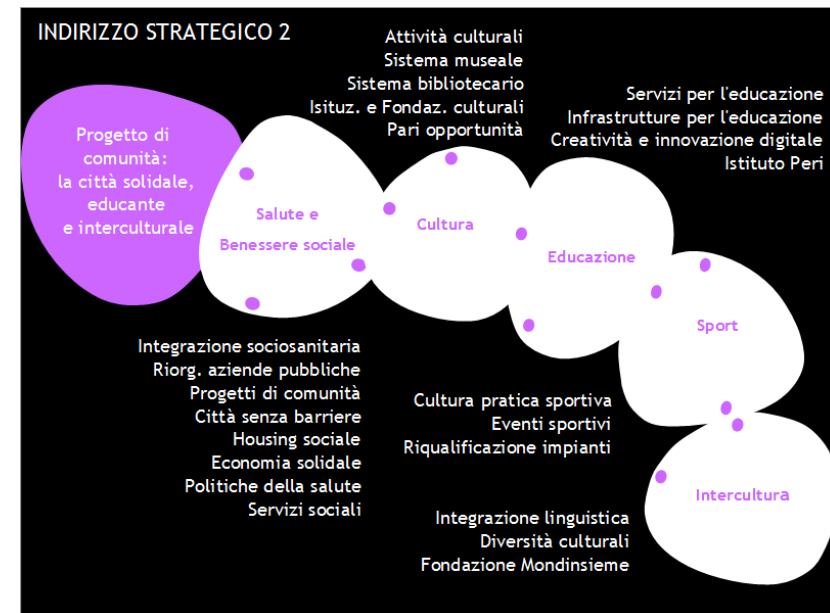 INDIRIZZO STRATEGICO 2
Progetto di
comunità:
la città solidale,
educante
e interculturale
Salute e
Benessere sociale
Integrazione sociosanitaria
Riorg. aziende pubbliche
Progetti di comunità
Città senza barriere
Housing sociale
Economia solidale
Politiche della salute
Servizi sociali
Attività culturali
Sistema museale
Sistema bibliotecario
Isituz. e Fondaz. culturali
Pari opportunità
Cultura
Servizi per l'educazione
Infrastrutture per l'educazione
Creatività e innovazione digitale
Istituto Peri
Educazione
Sport
Cultura pratica sportiva
Eventi sportivi
Riqualificazione impianti
Intercultura
Integrazione linguistica
Diversità culturali
Fondazione Mondinsieme